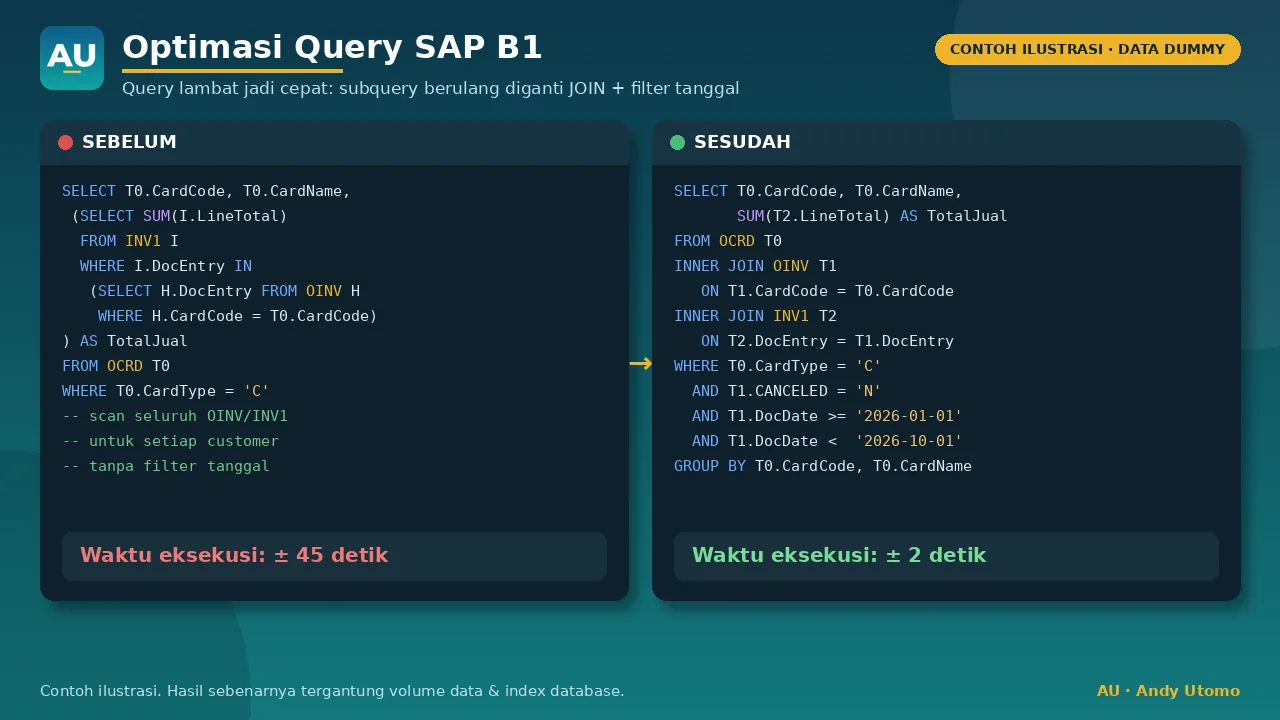 AU
Optimasi Query SAP B1
CONTOH ILUSTRASI · DATA DUMMY
Query lambat jadi cepat: subquery berulang diganti JOIN + filter tanggal
SEBELUM
SELECT T0.CardCode, T0.CardName,
(SELECT SUM(I.LineTotal)
FROM INV1 I
WHERE I.DocEntry IN
(SELECT H.DocEntry FROM OINV H
WHERE H.CardCode = T0.CardCode)
) AS TotalJual
FROM OCRD T0
WHERE T0.CardType = 'C'
-- scan seluruh OINV/INV1
-- untuk setiap customer
-- tanpa filter tanggal
Waktu eksekusi: ± 45 detik
→
SESUDAH
SELECT T0.CardCode, T0.CardName,
SUM(T2.LineTotal) AS TotalJual
FROM OCRD T0
INNER JOIN OINV T1
ON T1.CardCode = T0.CardCode
INNER JOIN INV1 T2
ON T2.DocEntry = T1.DocEntry
WHERE T0.CardType = 'C'
AND T1.CANCELED = 'N'
AND T1.DocDate >= '2026-01-01'
AND T1.DocDate <  '2026-10-01'
GROUP BY T0.CardCode, T0.CardName
Waktu eksekusi: ± 2 detik
Contoh ilustrasi. Hasil sebenarnya tergantung volume data & index database.
AU · Andy Utomo